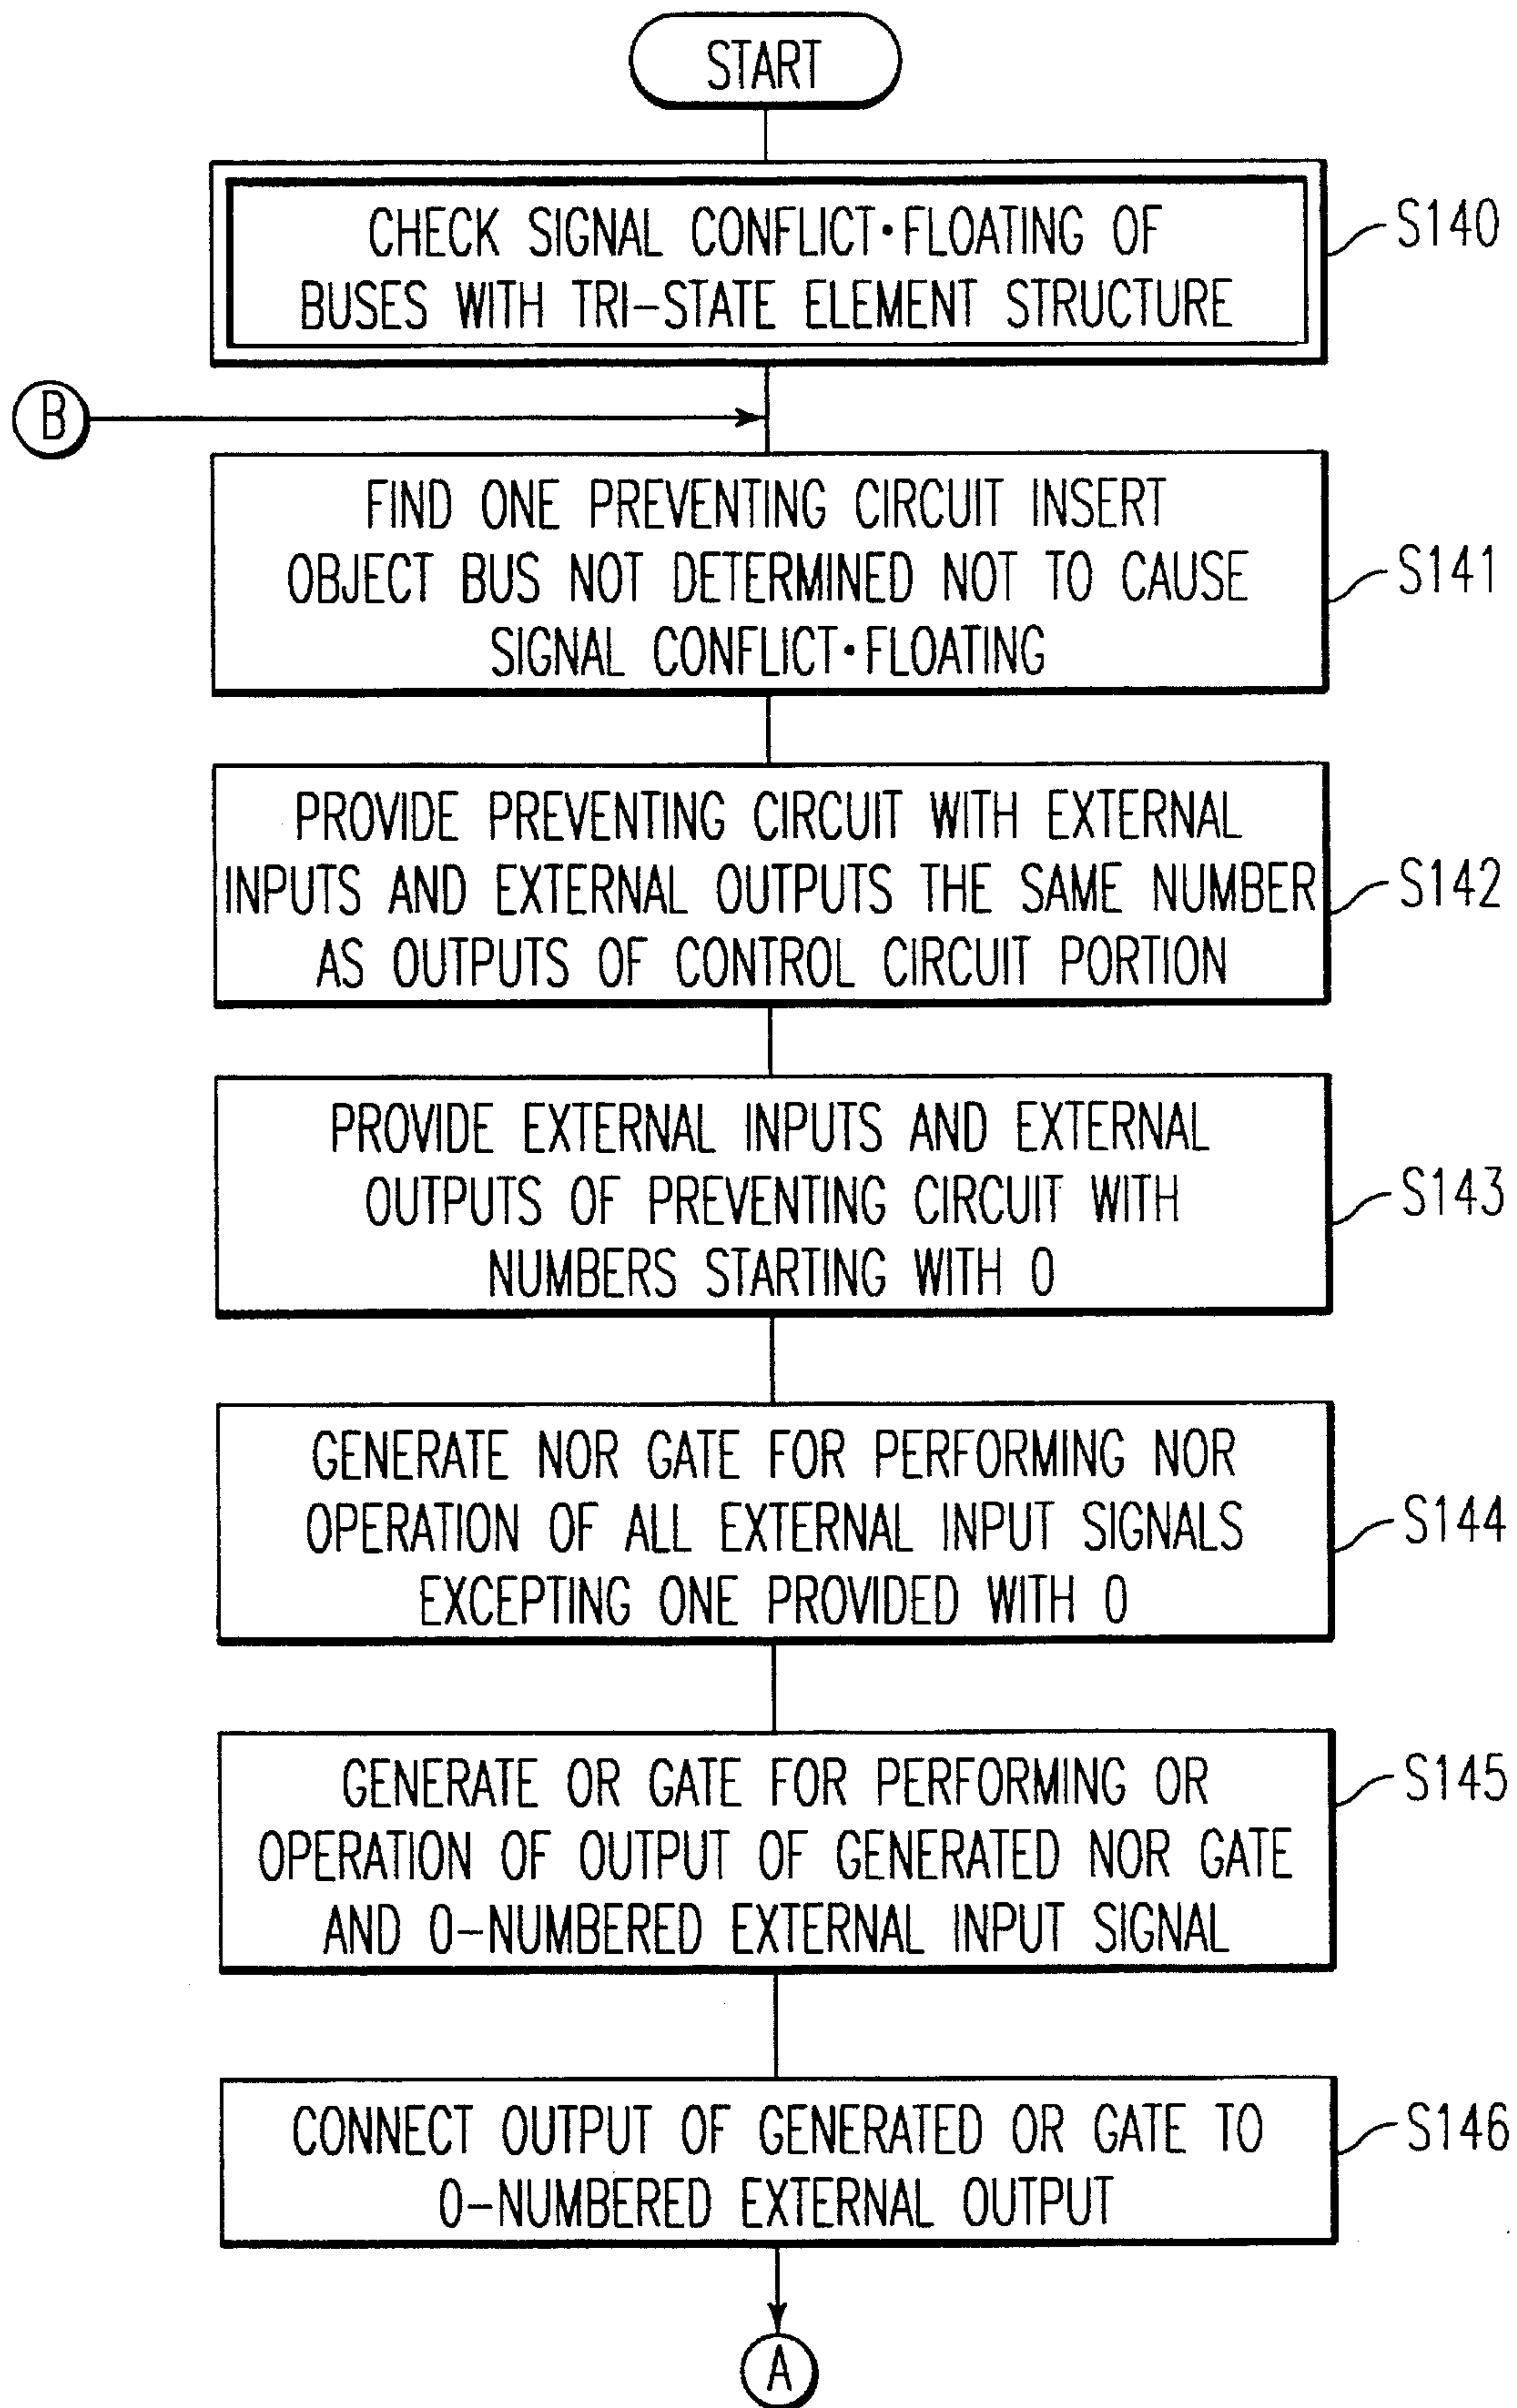 START
CHECK SIGNAL CONFLICT・FLOATING OF
BUSES WITH TRI-STATE ELEMENT STRUCTURE
S140
B
FIND ONE PREVENTING CIRCUIT INSERT
OBJECT BUS NOT DETERMINED NOT TO CAUSE
SIGNAL CONFLICT・FLOATING
S141
PROVIDE PREVENTING CIRCUIT WITH EXTERNAL
INPUTS AND EXTERNAL OUTPUTS THE SAME NUMBER
AS OUTPUTS OF CONTROL CIRCUIT PORTION
S142
PROVIDE EXTERNAL INPUTS AND EXTERNAL
OUTPUTS OF PREVENTING CIRCUIT WITH
NUMBERS STARTING WITH 0
S143
GENERATE NOR GATE FOR PERFORMING NOR
OPERATION OF ALL EXTERNAL INPUT SIGNALS
EXCEPTING ONE PROVIDED WITH 0
S144
GENERATE OR GATE FOR PERFORMING OR
OPERATION OF OUTPUT OF GENERATED NOR GATE
AND 0-NUMBERED EXTERNAL INPUT SIGNAL
S145
CONNECT OUTPUT OF GENERATED OR GATE TO
0-NUMBERED EXTERNAL OUTPUT
S146
A